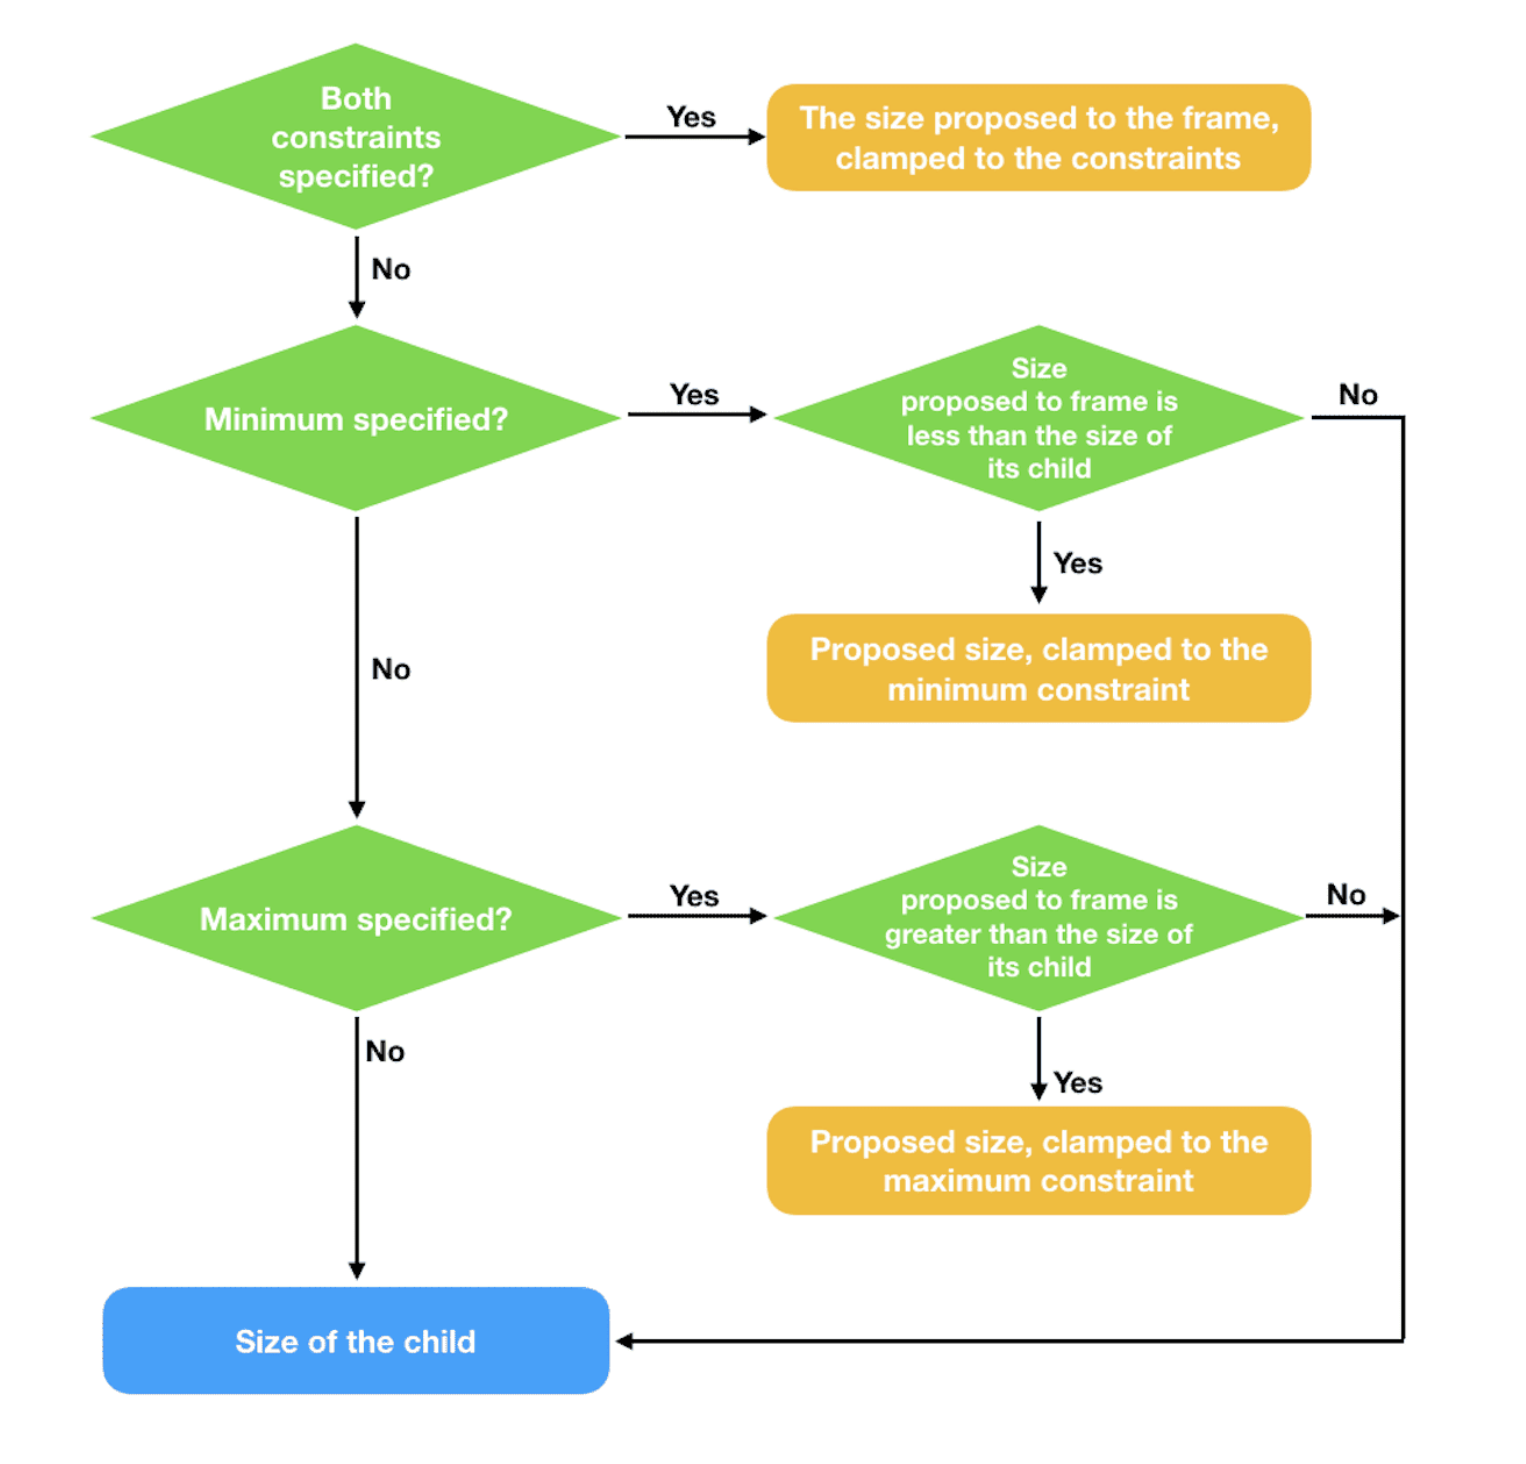 Both
constraints
specified?
Yes
The size proposed to the frame,
clamped to the constraints
No
Minimum specified?
Yes
Size
proposed to frame is
less than the size of
its child
No
Yes
Proposed size, clamped to the
minimum constraint
No
Maximum specified?
Yes
Size
proposed to frame is
greater than the size of
its child
No
No
Yes
Proposed size, clamped to the
maximum constraint
Size of the child